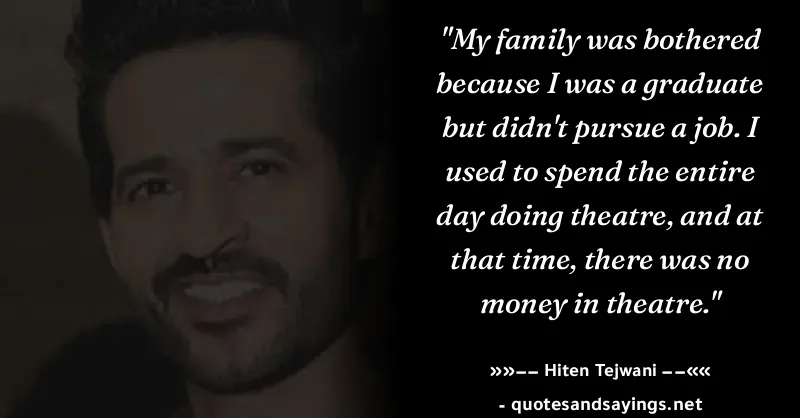 "My family was bothered
because I was a graduate
but didn't pursue a job. I
used to spend the entire
day doing theatre, and at
that time, there was no
money in theatre."
»»–– Hiten Tejwani ––««
- quotesandsayings.net